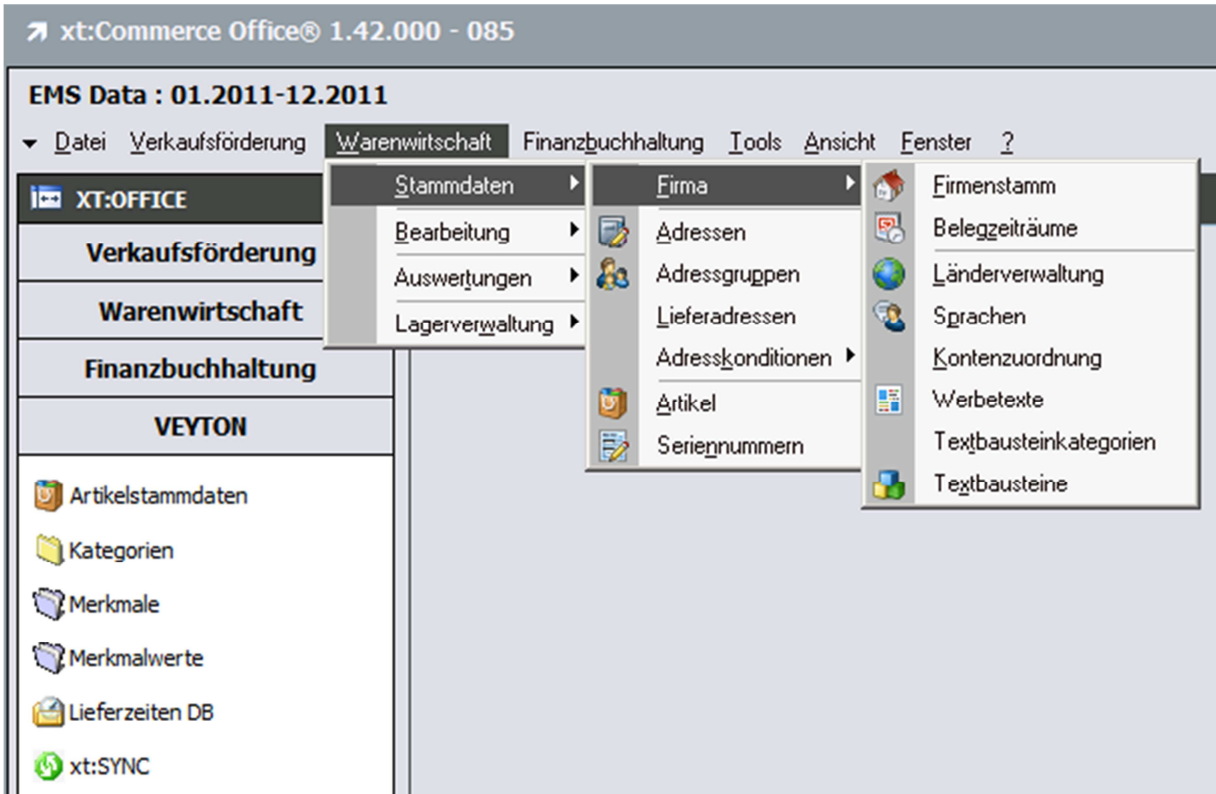 xt:Commerce Office® 1.42.000 - 085
EMS Data : 01.2011-12.2011
Datei Verkaufsförderung Warenwirtschaft Finanzbuchhaltung Tools Ansicht Fenster ?
XT:OFFICE
Verkaufsförderung
Warenwirtschaft
Finanzbuchhaltung
VEYTON
Artikelstammdaten
Kategorien
Merkmale
Merkmalwerte
Lieferzeiten DB
xt:SYNC
Stammdaten
Bearbeitung
Auswertungen
Lagerverwaltung
Firma
Adressen
Adressgruppen
Lieferadressen
Adresskonditionen
Artikel
Seriennummern
Firmenstamm
Belegzeiträume
Länderverwaltung
Sprachen
Kontenzuordnung
Werbetexte
Textbausteinkategorien
Textbausteine